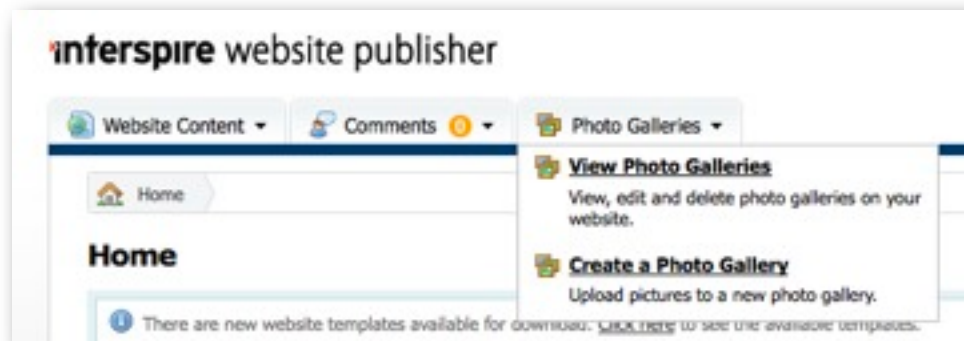 interspire website publisher
Website Content Comments 0 Photo Galleries
View Photo Galleries
View, edit and delete photo galleries on your
website.
Create a Photo Gallery
Upload pictures to a new photo gallery.
Home
Home
There are new website templates available for download. Click here to see the available templates.